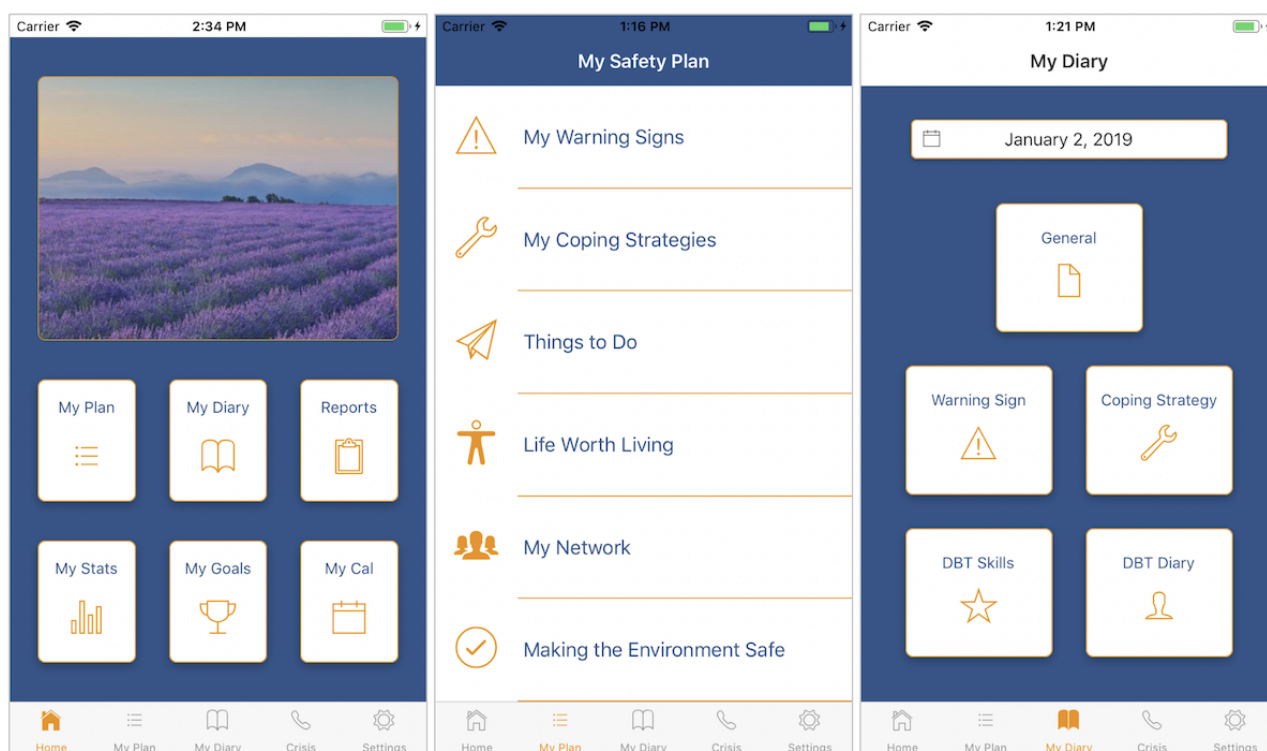 Carrier 2:34 PM
My Plan My Diary Reports
My Stats My Goals My Cal
Home My Plan My Diary Crisis Settings
Carrier 1:16 PM
My Safety Plan
My Warning Signs
My Coping Strategies
Things to Do
Life Worth Living
My Network
Making the Environment Safe
Home My Plan My Diary Crisis Settings
Carrier 1:21 PM
My Diary
January 2, 2019
General
Warning Sign Coping Strategy
DBT Skills DBT Diary
Home My Plan My Diary Crisis Settings